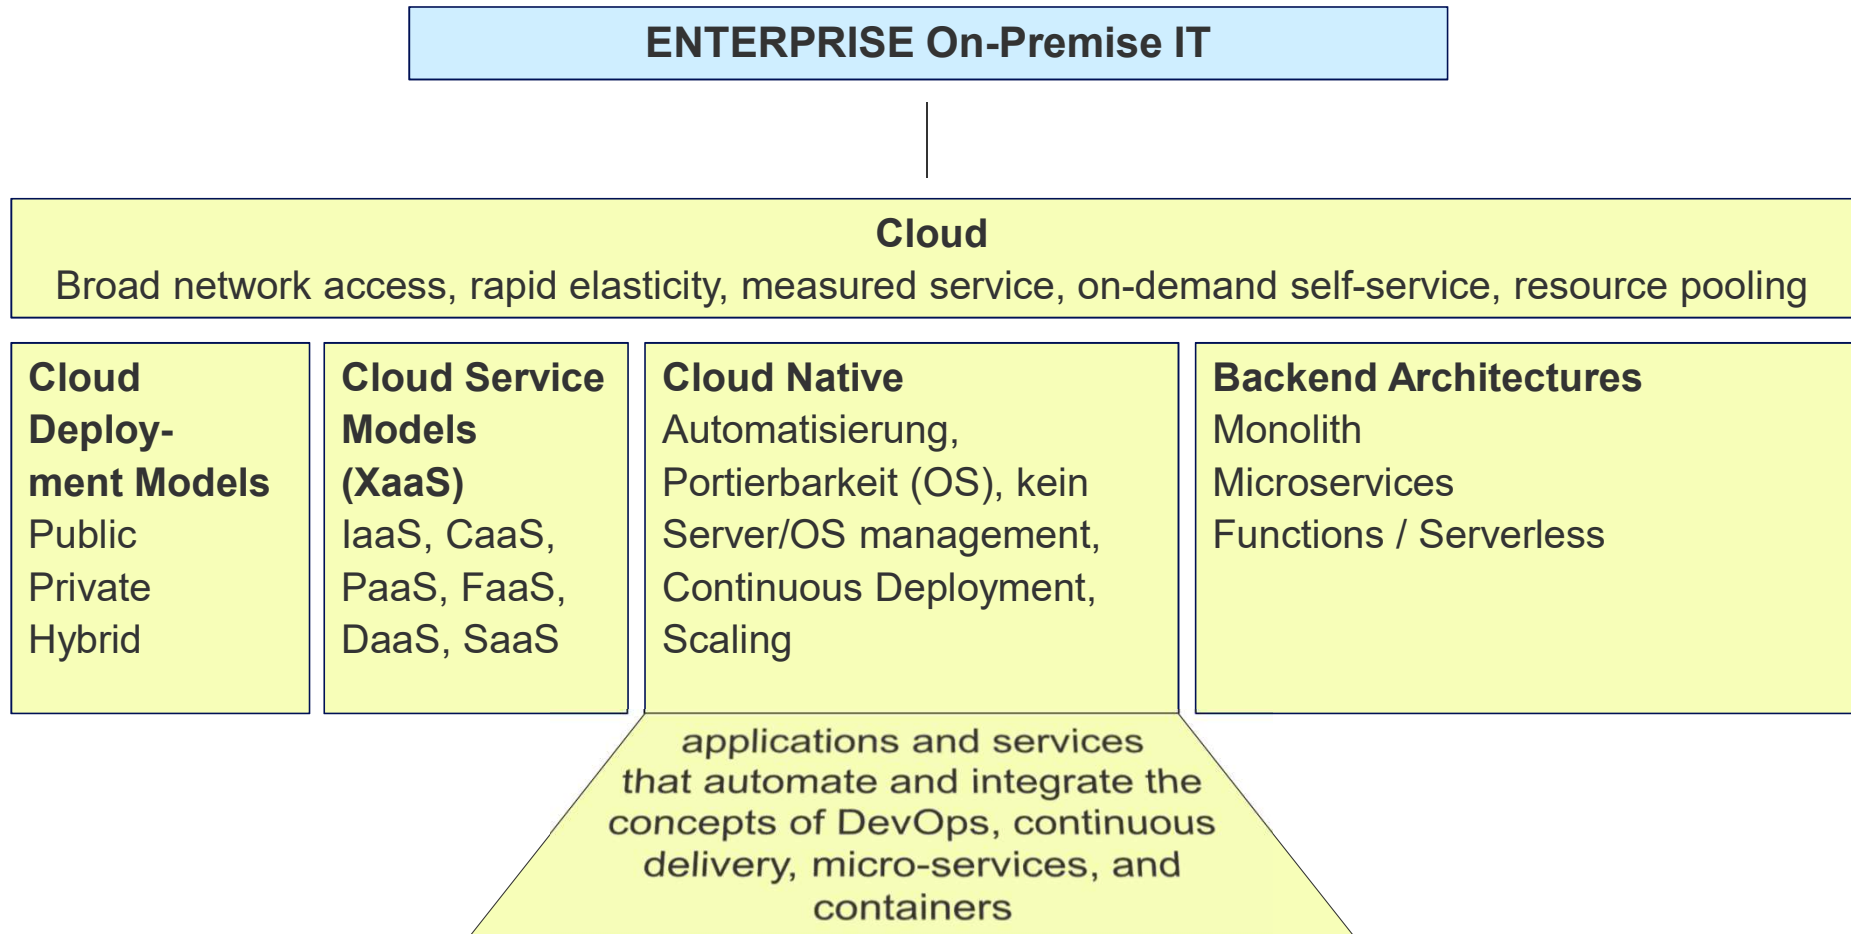 ENTERPRISE On-Premise IT
Cloud
Broad network access, rapid elasticity, measured service, on-demand self-service, resource pooling
Cloud
Deploy-
ment Models
Public
Private
Hybrid
Cloud Service
Models
(XaaS)
IaaS, CaaS,
PaaS, FaaS,
DaaS, SaaS
Cloud Native
Automatisierung,
Portierbarkeit (OS), kein
Server/OS management,
Continuous Deployment,
Scaling
applications and services
that automate and integrate the
concepts of DevOps, continuous
delivery, micro-services, and
containers
Backend Architectures
Monolith
Microservices
Functions / Serverless